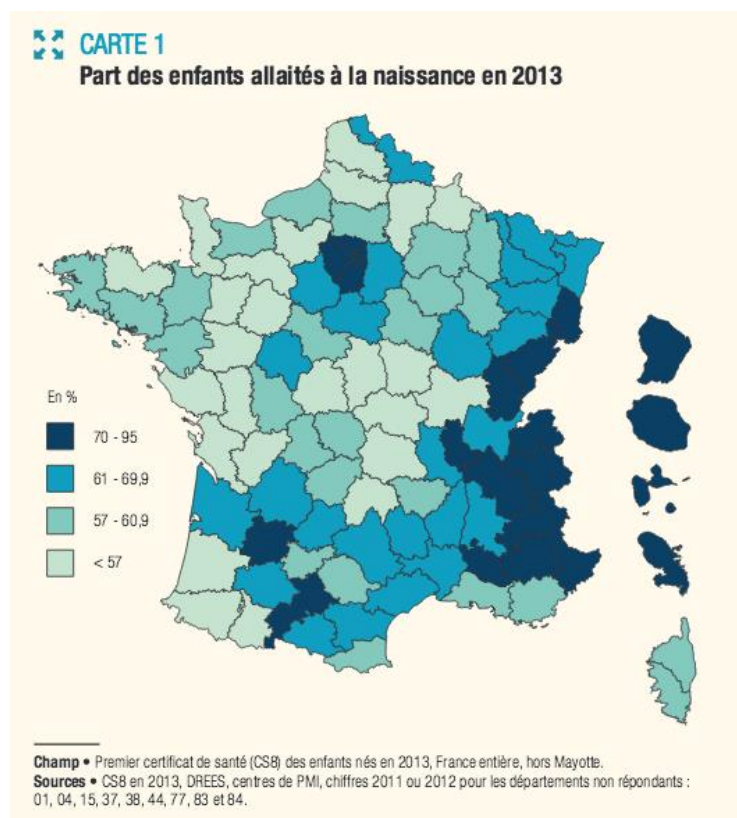 CARTE 1
Part des enfants allaités à la naissance en 2013
En %
70 - 95
61 - 69,9
57 - 60,9
< 57
Champ • Premier certificat de santé (CS8) des enfants nés en 2013, France entière, hors Mayotte.
Sources • CS8 en 2013, DREES, centres de PMI, chiffres 2011 ou 2012 pour les départements non répondants :
01, 04, 15, 37, 38, 44, 77, 83 et 84.